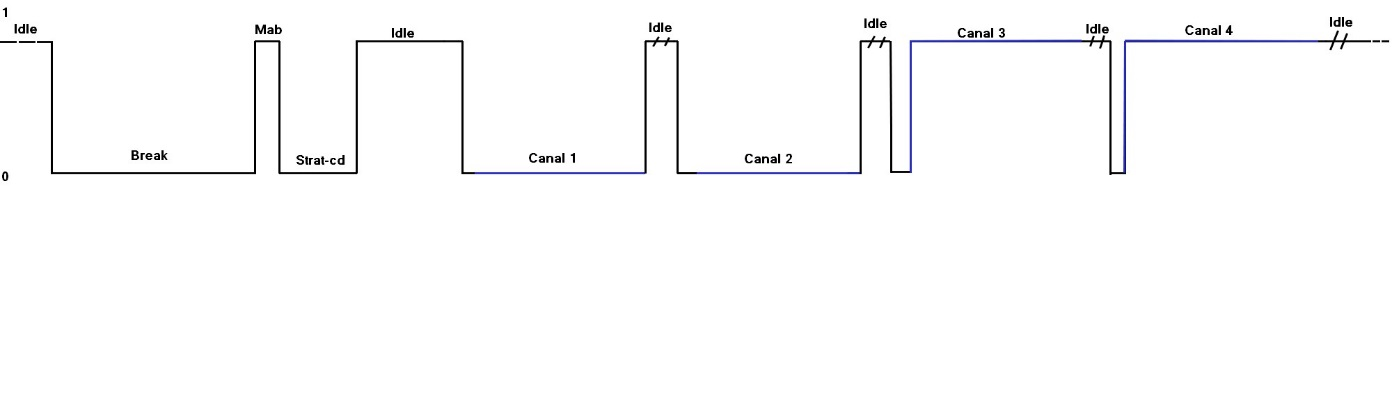 1
Idle
Mab
Idle
Idle
Idle
Canal 3
Idle
Canal 4
Idle
Break
Strat-cd
Canal 1
Canal 2
0